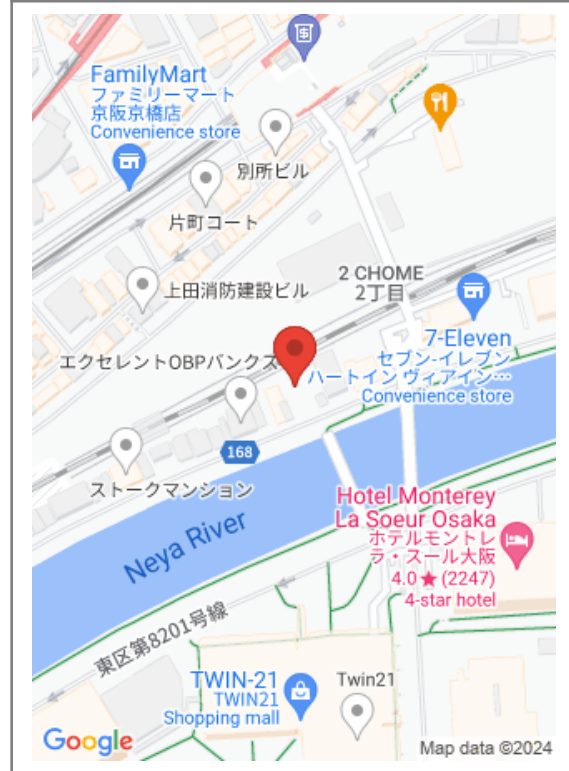 FamilyMart
ファミリーマート
京阪京橋店
Convenience store
別所ビル
片町コート
2 CHOME
2丁目
上田消防建設ビル
7-Eleven
セブン-イレブン
ハートイン ヴィアイン…
Convenience store
エクセレントOBPバンクス
168
ストークマンション
Neya River
Hotel Monterey
La Soeur Osaka
ホテルモントレ
ラ・スール大阪
4.0 ★ (2247)
4-star hotel
東区第8201号線
TWIN-21
TWIN21
Shopping mall
Twin21
Google
Map data ©2024